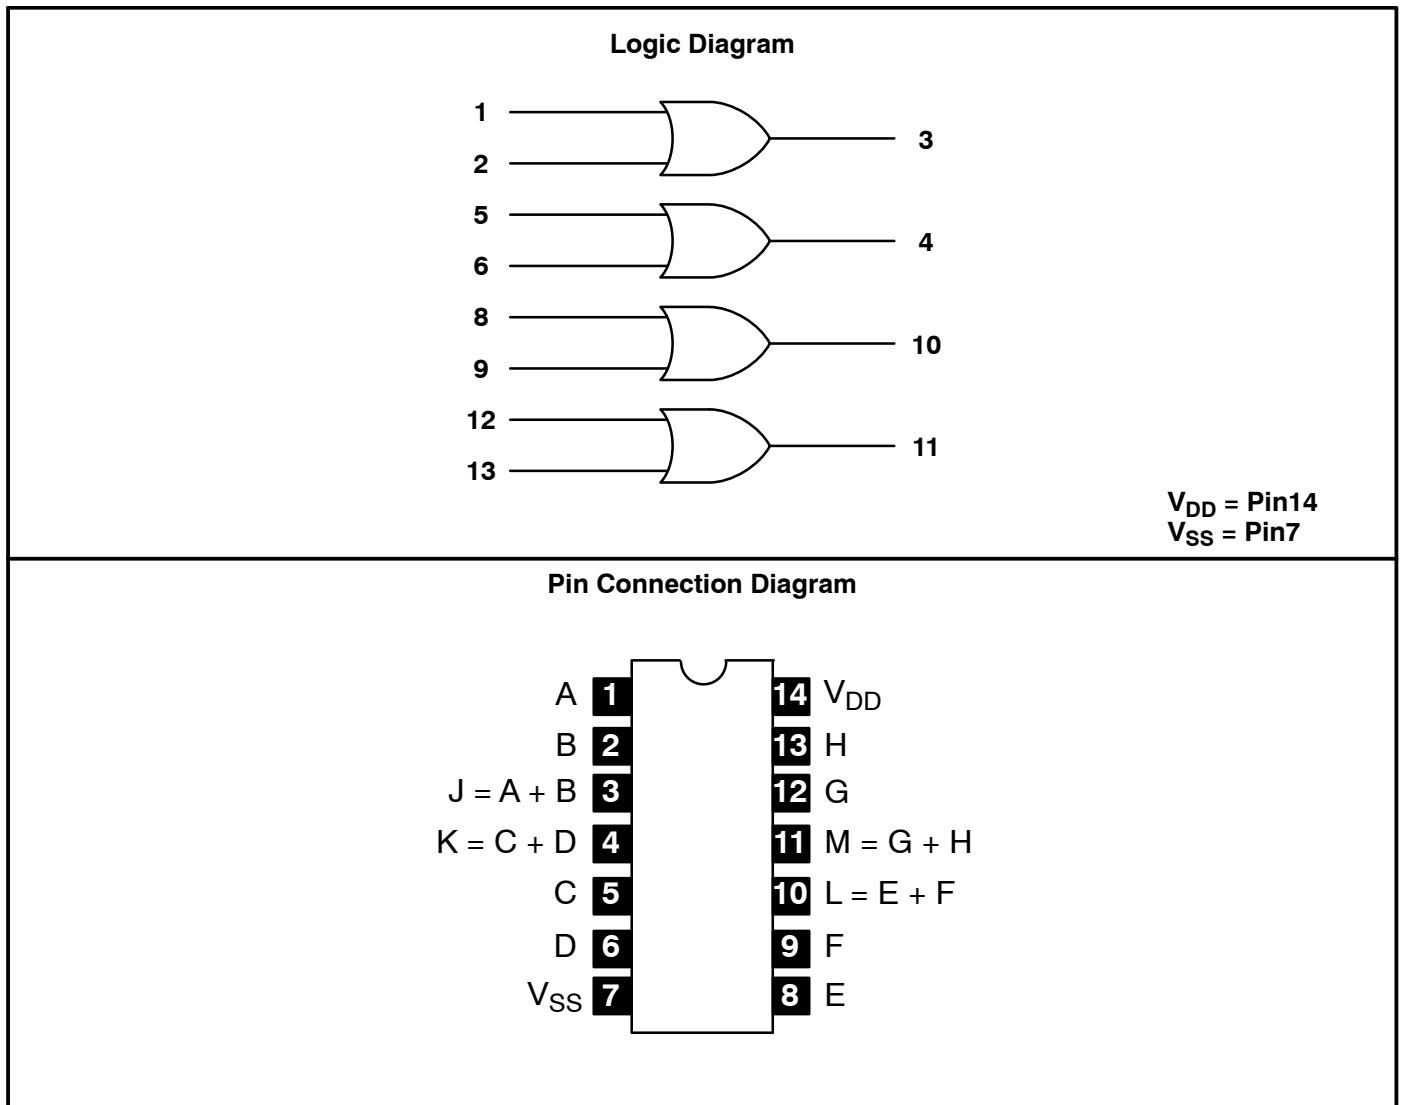 Logic Diagram
1
2
3
5
6
4
8
9
10
12
13
11
VDD = Pin14
VSS = Pin7
Pin Connection Diagram
A 1 14 VDD
B 2 13 H
J = A + B 3 12 G
K = C + D 4 11 M = G + H
C 5 10 L = E + F
D 6 9 F
VSS 7 8 E